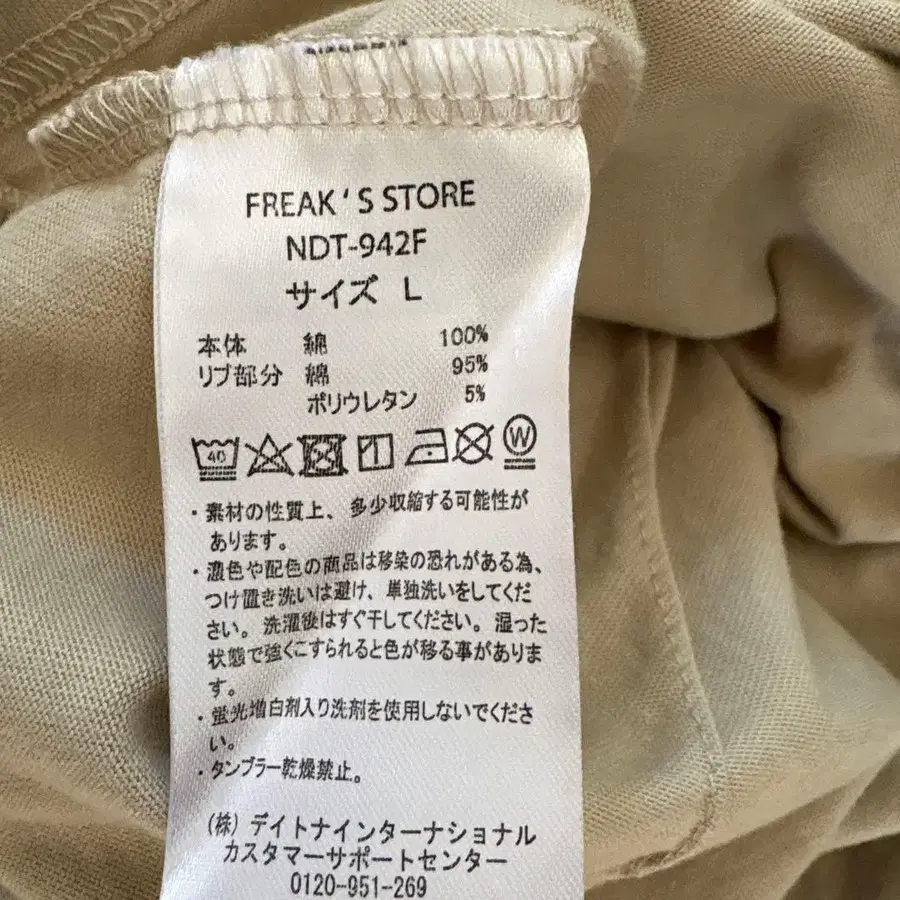 FREAK 'S STORE
NDT-942F
サイズ L
本体 綿 100%
リブ部分 綿 95%
ポリウレタン 5%
40 W
・素材の性質上、多少収縮する可能性が
あります。
・濃色や配色の商品は移染の恐れがある為、
つけ置き洗いは避け、単独洗いをしてくだ
さい。洗濯後はすぐ干してください。湿った
状態で強くこすられると色が移る事がありま
す。
・蛍光増白剤入り洗剤を使用しないでくださ
い。
・タンブラー乾燥禁止。
(株) デイトナインターナショナル
カスタマーサポートセンター
0120-951-269